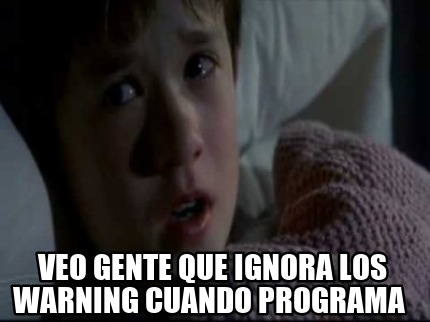 VEO GENTE QUE IGNORA LOS
WARNING CUANDO PROGRAMA